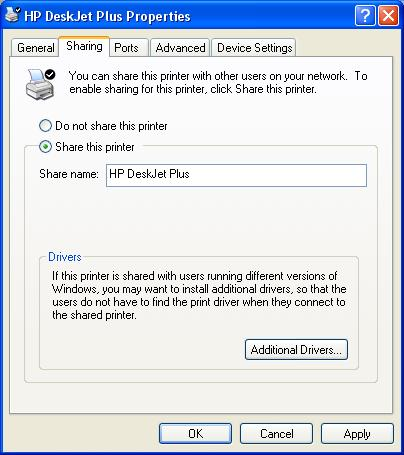 HP DeskJet Plus Properties
General Sharing Ports Advanced Device Settings
You can share this printer with other users on your network. To
enable sharing for this printer, click Share this printer.
Do not share this printer
Share this printer
Share name: HP DeskJet Plus
Drivers
If this printer is shared with users running different versions of
Windows, you may want to install additional drivers, so that the
users do not have to find the print driver when they connect to
the shared printer.
Additional Drivers...
OK Cancel Apply